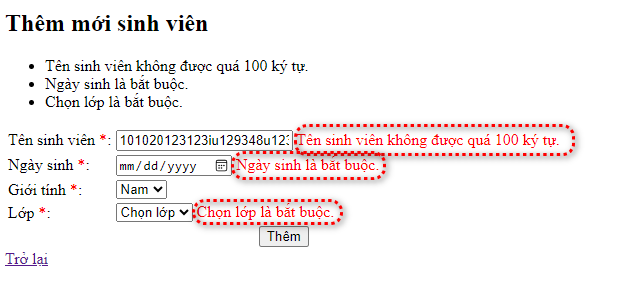 Thêm mới sinh viên
Tên sinh viên không được quá 100 ký tự.
Ngày sinh là bắt buộc.
Chọn lớp là bắt buộc.
Tên sinh viên *: 101020123123iu129348u123 Tên sinh viên không được quá 100 ký tự.
Ngày sinh *: mm/dd/yyyy Ngày sinh là bắt buộc.
Giới tính *: Nam
Lớp *: Chọn lớp Chọn lớp là bắt buộc.
Thêm
Trở lại